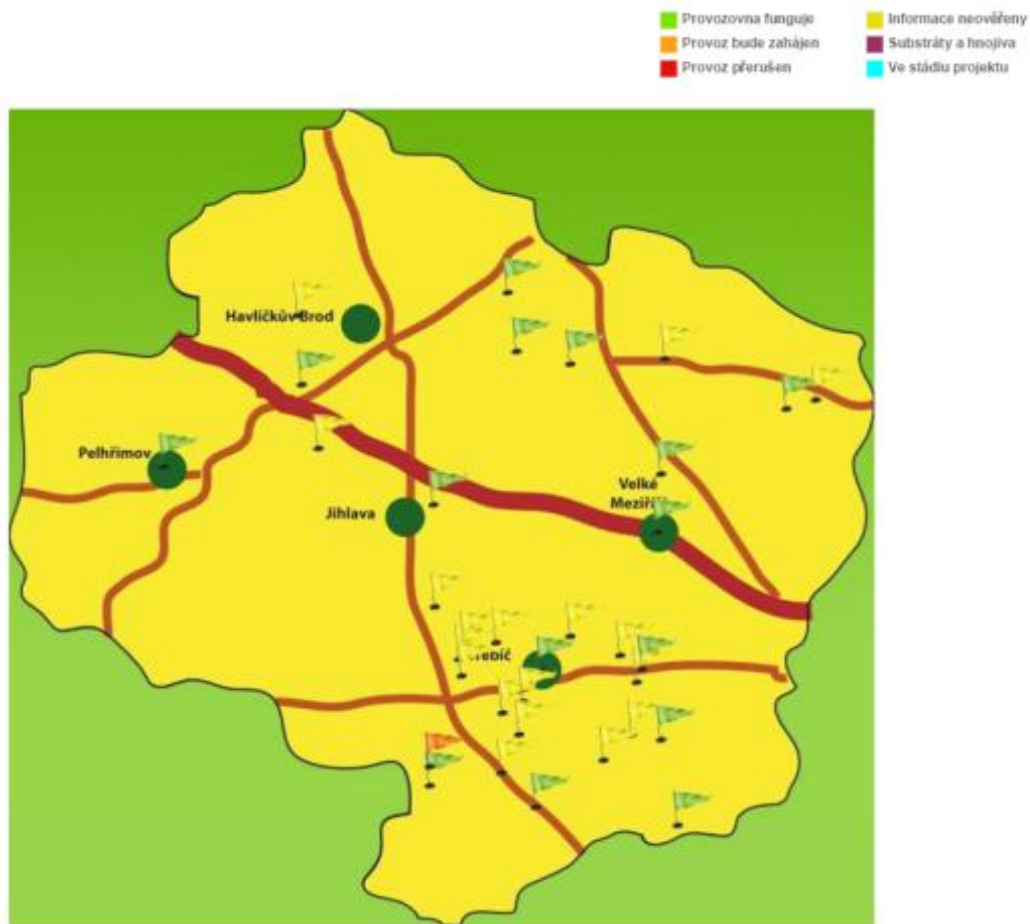 Provozovna funguje
Informace neověřeny
Provoz bude zahájen
Substráty a hnojiva
Provoz přerušen
Ve stádiu projektu
Havlíčkův Brod
Pelhřimov
Velké
Jihlava